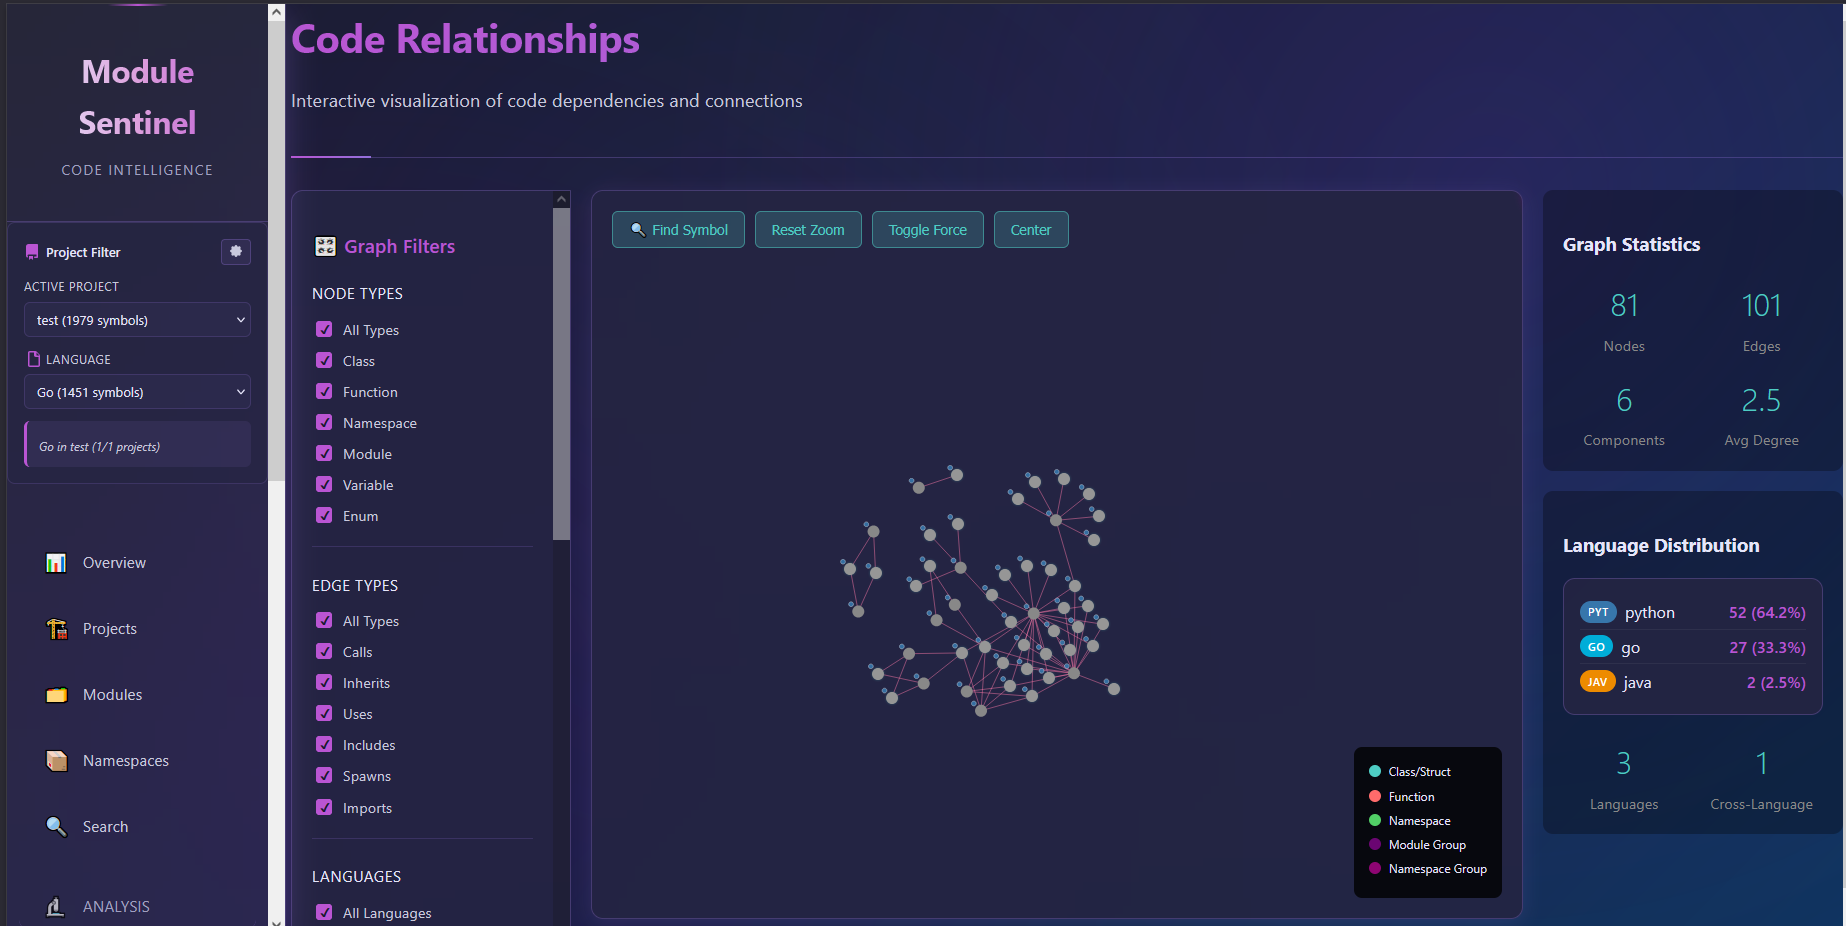 Module
Sentinel
CODE INTELLIGENCE
Project Filter
ACTIVE PROJECT
test (1979 symbols)
LANGUAGE
Go (1451 symbols)
Go in test (1/1 projects)
Overview
Projects
Modules
Namespaces
Search
ANALYSIS
Code Relationships
Interactive visualization of code dependencies and connections
Graph Filters
NODE TYPES
All Types
Class
Function
Namespace
Module
Variable
Enum
EDGE TYPES
All Types
Calls
Inherits
Uses
Includes
Spawns
Imports
LANGUAGES
All Languages
Find Symbol
Reset Zoom
Toggle Force
Center
Class/Struct
Function
Namespace
Module Group
Namespace Group
Graph Statistics
81 101
Nodes Edges
6 2.5
Components Avg Degree
Language Distribution
PYT python 52 (64.2%)
GO go 27 (33.3%)
JAV java 2 (2.5%)
3 1
Languages Cross-Language